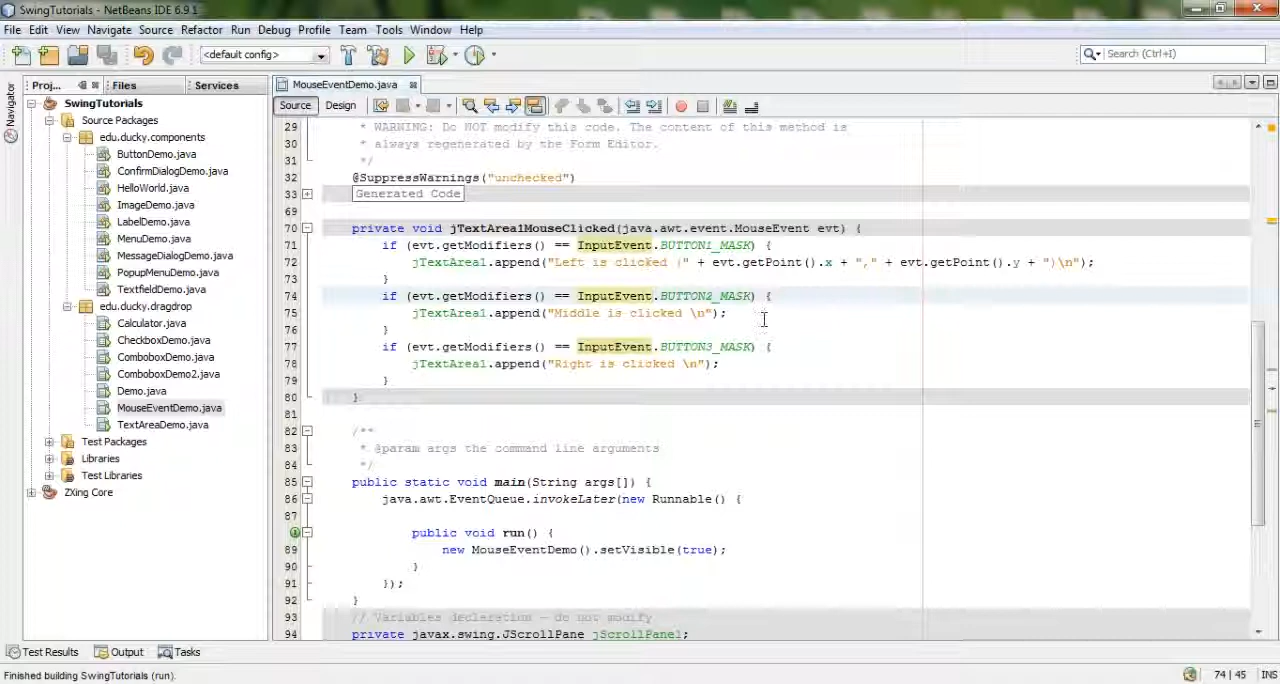 SwingTutorials - NetBeans IDE 6.9.1
File Edit View Navigate Source Refactor Run Debug Profile Team Tools Window Help
<default config>
Search (Ctrl+I)
Proj... Files Services
MouseEventDemo.java
Navigator
Source Design
SwingTutorials
Source Packages
edu.ducky.components
ButtonDemo.java
ConfirmDialogDemo.java
HelloWorld.java
ImageDemo.java
LabelDemo.java
MenuDemo.java
MessageDialogDemo.java
PopupMenuDemo.java
TextfieldDemo.java
edu.ducky.dragdrop
Calculator.java
CheckboxDemo.java
ComboboxDemo.java
ComboboxDemo2.java
Demo.java
MouseEventDemo.java
TextAreaDemo.java
Test Packages
Libraries
Test Libraries
ZXing Core
29 * WARNING: Do NOT modify this code. The content of this method is
30 * always regenerated by the Form Editor.
31 */
32 @SuppressWarnings("unchecked")
33 Generated Code
69
70 private void jTextArea1MouseClicked(java.awt.event.MouseEvent evt) {
71 if (evt.getModifiers() == InputEvent.BUTTON1_MASK) {
72 jTextArea1.append("Left is clicked (" + evt.getPoint().x + "," + evt.getPoint().y + ")\n");
73 }
74 if (evt.getModifiers() == InputEvent.BUTTON2_MASK) {
75 jTextArea1.append("Middle is clicked \n");
76 }
77 if (evt.getModifiers() == InputEvent.BUTTON3_MASK) {
78 jTextArea1.append("Right is clicked \n");
79 }
80 }
81
82 /**
83 * @param args the command line arguments
84 */
85 public static void main(String args[]) {
86 java.awt.EventQueue.invokeLater(new Runnable() {
87
public void run() {
89 new MouseEventDemo().setVisible(true);
90 }
91 });
92 }
93 // Variables declaration - do not modify
94 private javax.swing.JScrollPane jScrollPane1;
Test Results Output Tasks
Finished building SwingTutorials (run).
74 | 45 INS